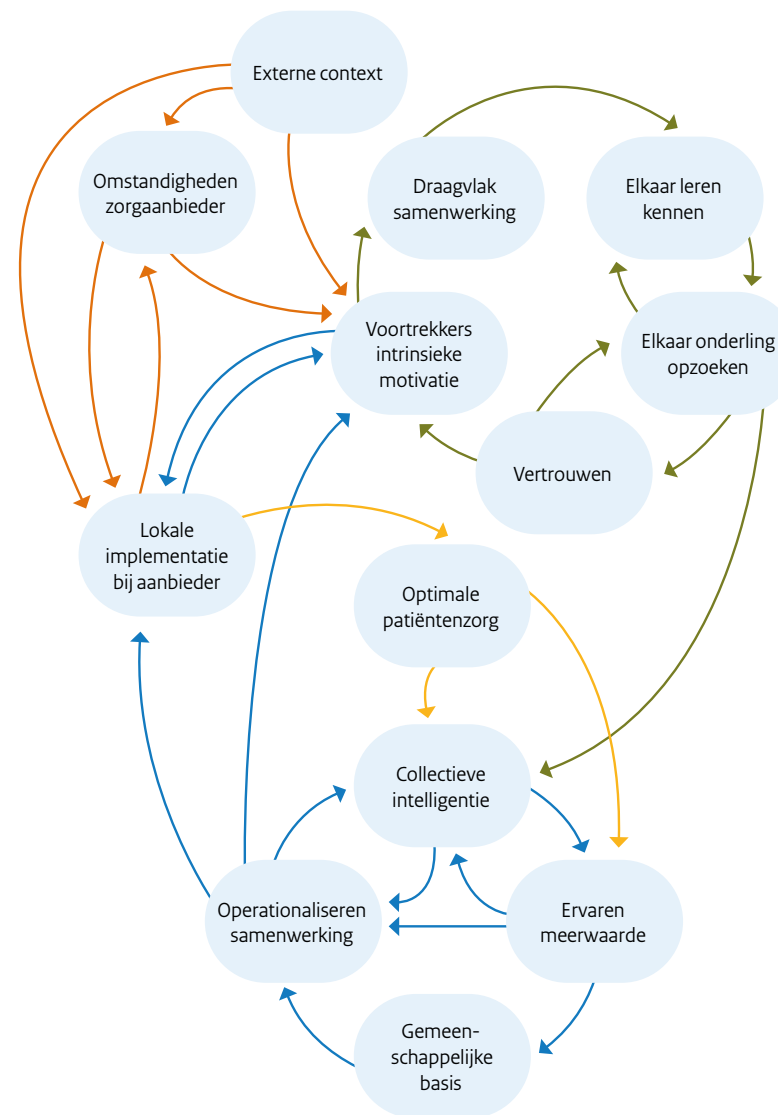 Externe context
Omstandigheden
zorgaanbieder
Draagvlak
samenwerking
Elkaar leren
kennen
Voortrekkers
intrinsieke
motivatie
Elkaar onderling
opzoeken
Vertrouwen
Lokale
implementatie
bij aanbieder
Optimale
patiëntenzorg
Collectieve
intelligentie
Operationaliseren
samenwerking
Ervaren
meerwaarde
Gemeen-
schappelijke
basis